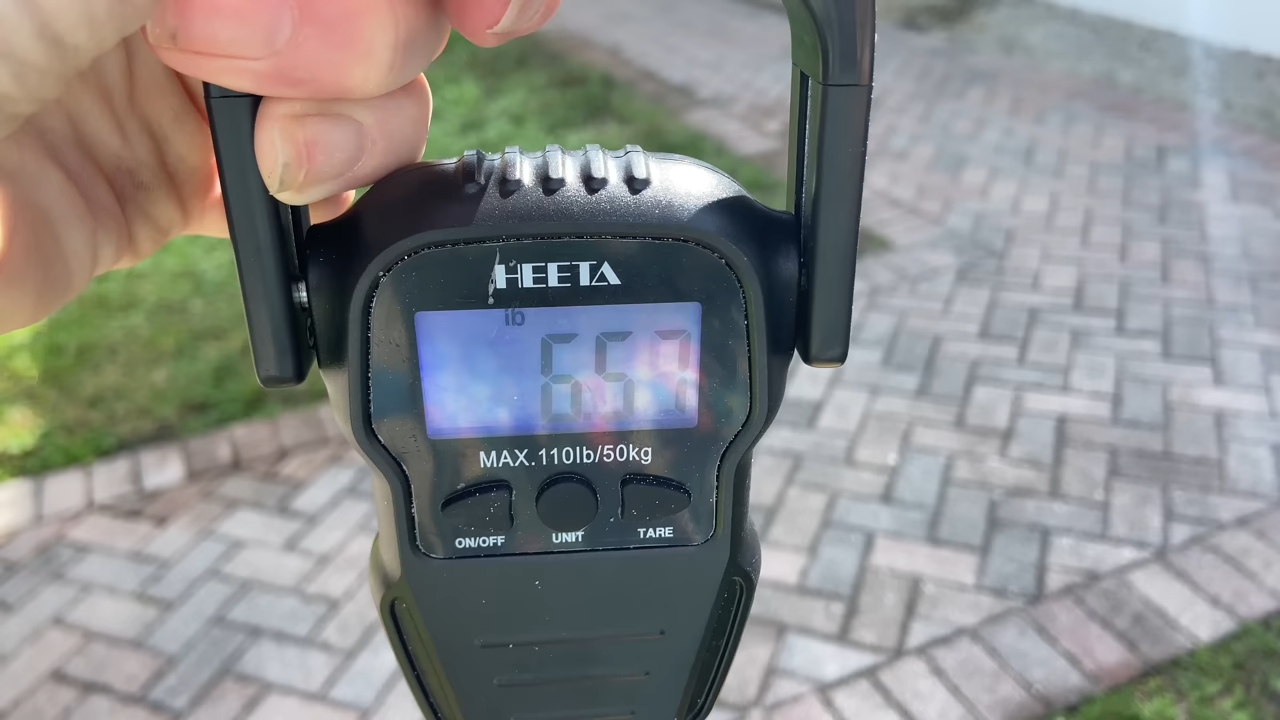 HEETA
lb
6.57
MAX.110lb/50kg
ON/OFF UNIT TARE